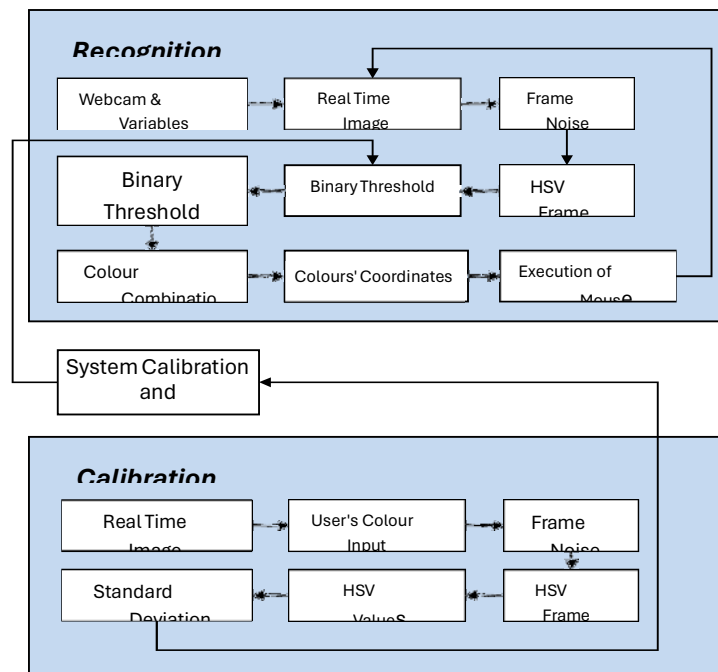 Recognition
Webcam &
Variables
Real Time
Image
Frame
Noise
Binary
Threshold
Binary Threshold
HSV
Frame
Colour
Combinatio
Colours' Coordinates
Execution of
Mouse
System Calibration
and
Calibration
Real Time
Image
User's Colour
Input
Frame
Noise
Standard
Deviation
HSV
Values
HSV
Frame